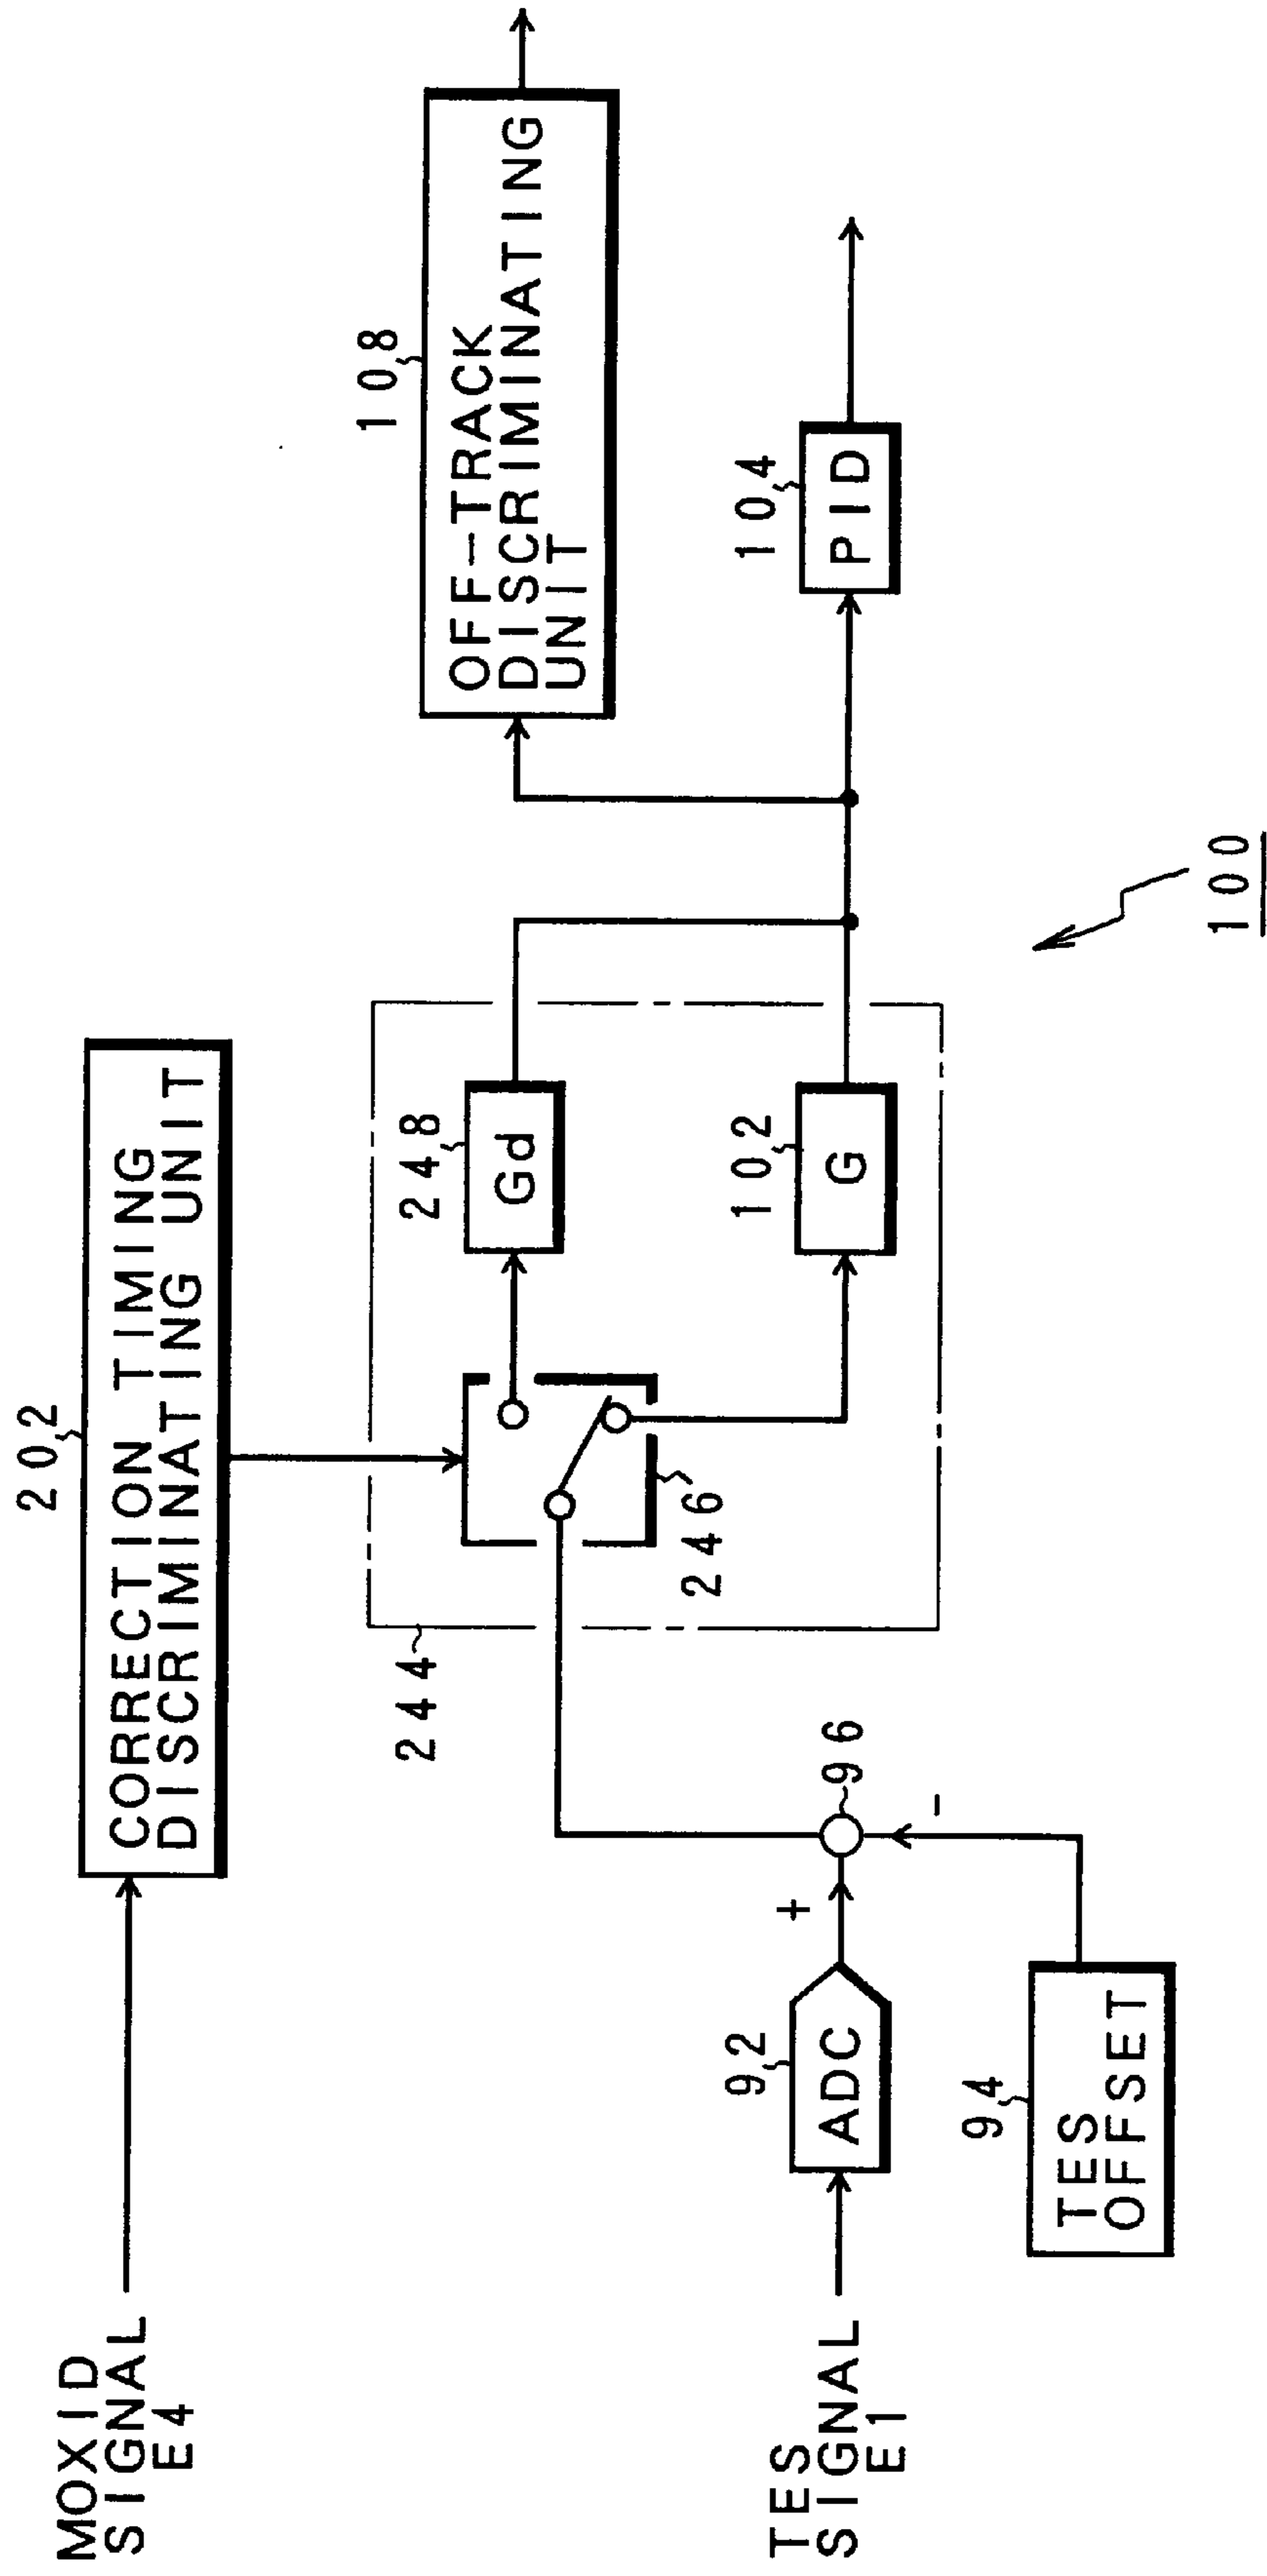 MOXID
SIGNAL
E4
202
CORRECTION TIMING
DISCRIMINATING UNIT
244
246
248
Gd
102
G
108
OFF-TRACK
DISCRIMINATING
UNIT
104
PID
TES
SIGNAL
E1
92
ADC
+
96
-
94
TES
OFFSET
100